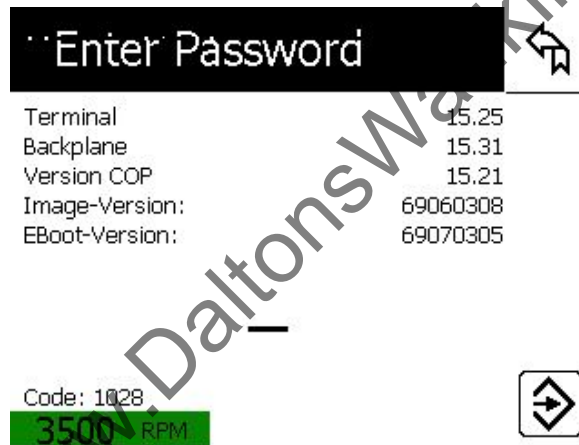 Enter Password
Terminal 15.25
Backplane 15.31
Version COP 15.21
Image-Version: 69060308
EBoot-Version: 69070305
Code: 1028
3500 RPM
www.DaltonsWadkin